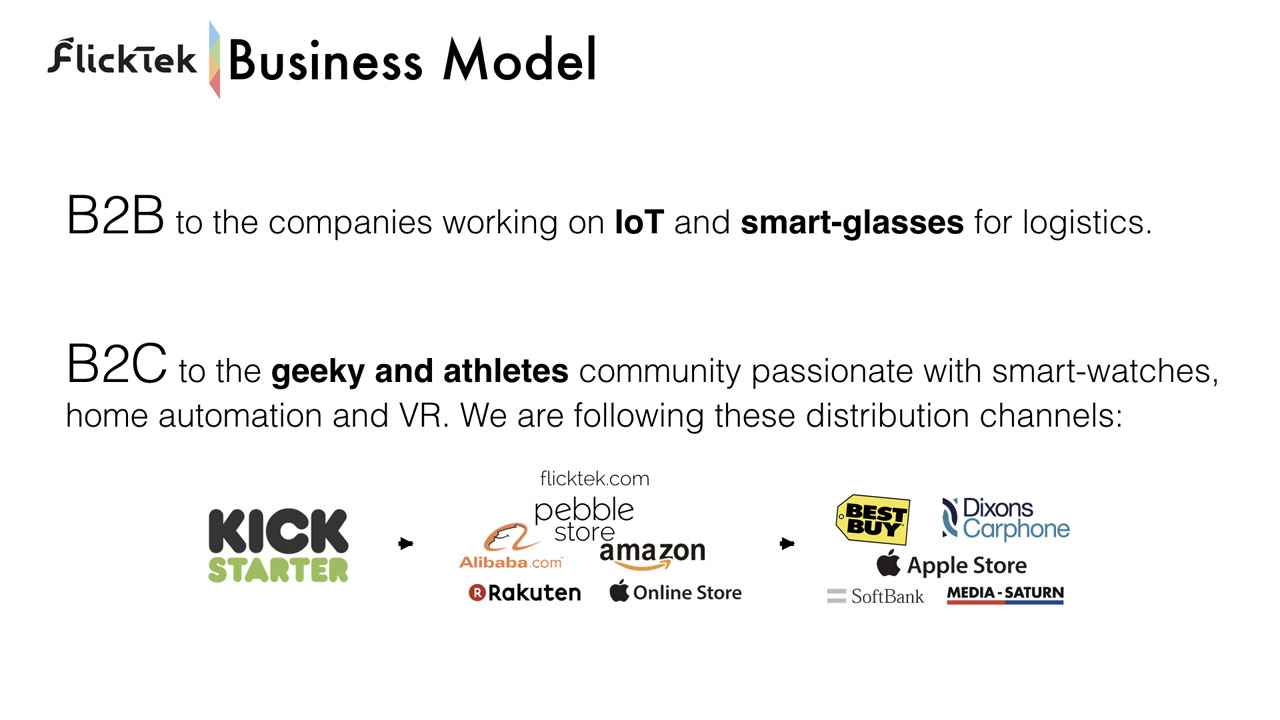 FlickTek Business Model
B2B to the companies working on IoT and smart-glasses for logistics.
B2C to the geeky and athletes community passionate with smart-watches,
home automation and VR. We are following these distribution channels:
KICK
STARTER
flicktek.com
pebble
store
Alibaba.com
amazon
R Rakuten
Online Store
BEST
BUY
Dixons
Carphone
Apple Store
SoftBank
MEDIA-SATURN